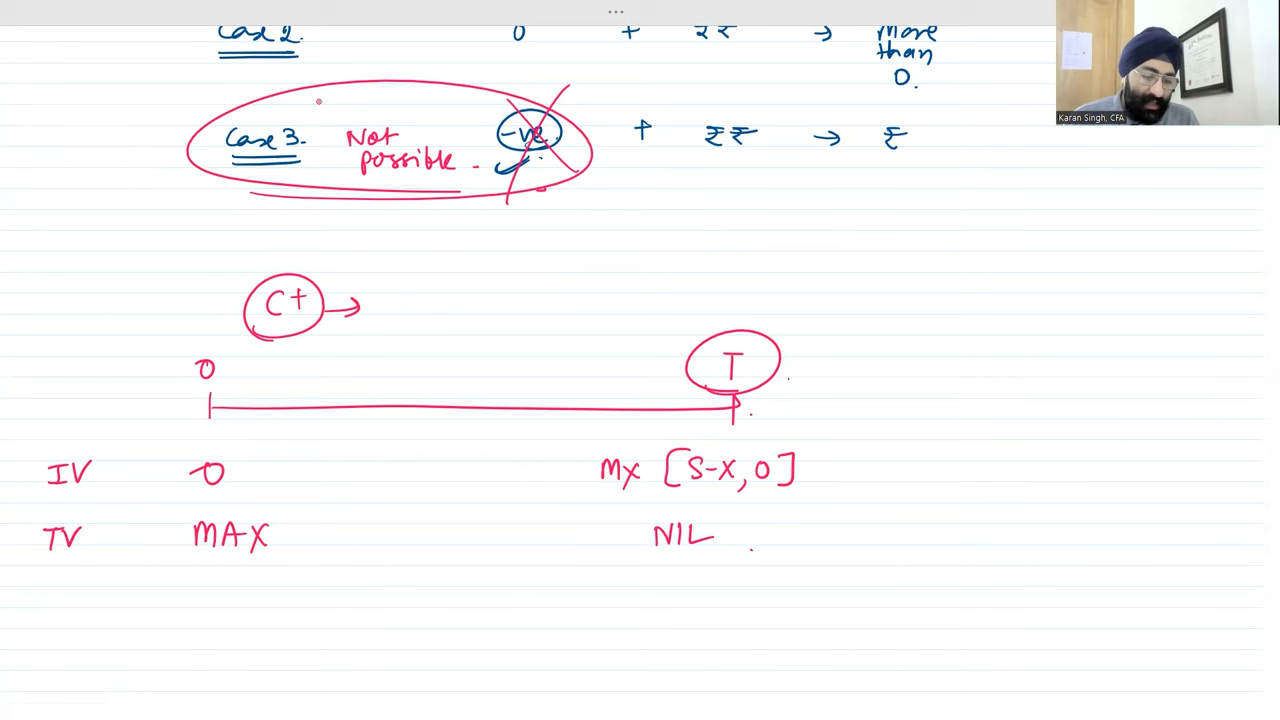 Case 2. 0 + ₹₹ → More than 0.
Case 3. Not possible. -ve. + ₹₹ → ₹
C+ →
0 T
IV 0 Mx [S-X, 0]
TV MAX NIL
Karan Singh, CFA